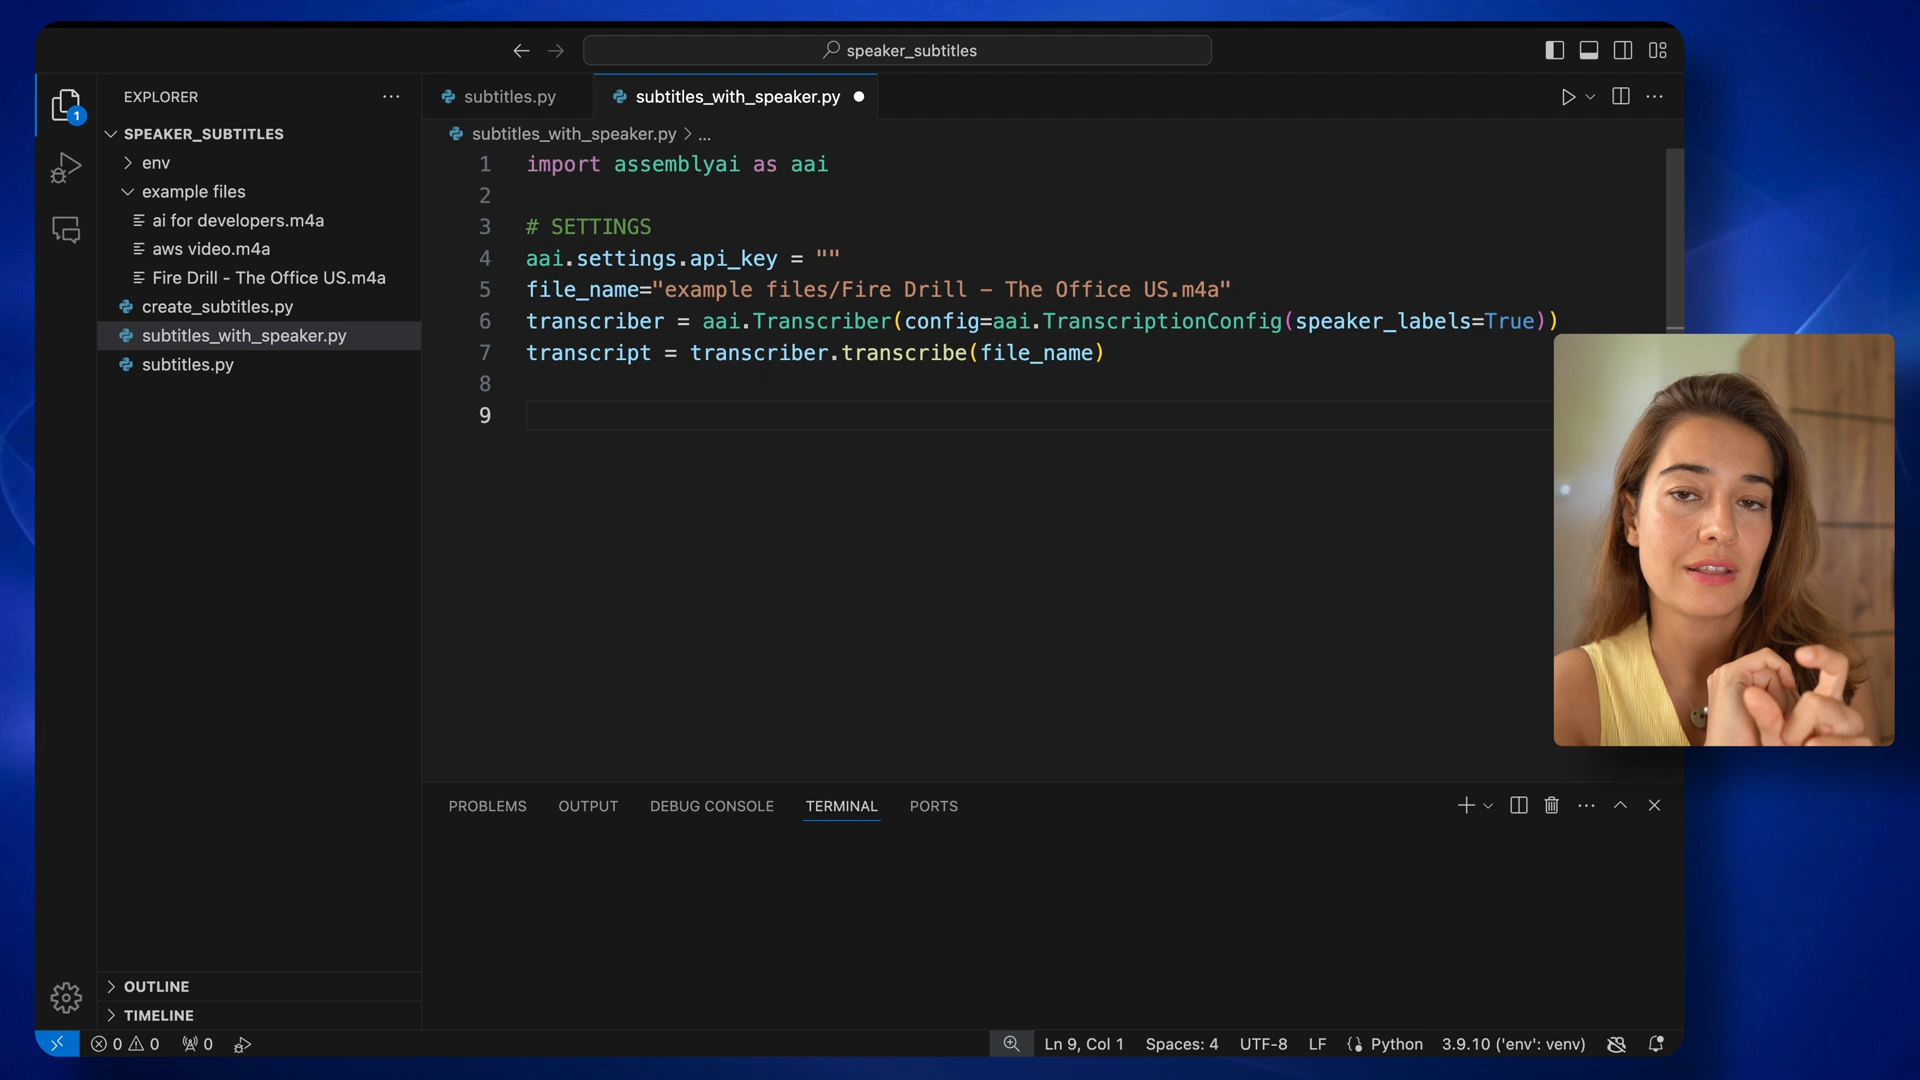 speaker_subtitles
EXPLORER
subtitles.py
subtitles_with_speaker.py
1
SPEAKER_SUBTITLES
env
example files
ai for developers.m4a
aws video.m4a
Fire Drill - The Office US.m4a
create_subtitles.py
subtitles_with_speaker.py
subtitles.py
subtitles_with_speaker.py > ...
1 import assemblyai as aai
2
3 # SETTINGS
4 aai.settings.api_key = ""
5 file_name="example files/Fire Drill – The Office US.m4a"
6 transcriber = aai.Transcriber(config=aai.TranscriptionConfig(speaker_labels=True))
7 transcript = transcriber.transcribe(file_name)
8
9
PROBLEMS OUTPUT DEBUG CONSOLE TERMINAL PORTS
OUTLINE
TIMELINE
0 0 0 Ln 9, Col 1 Spaces: 4 UTF-8 LF Python 3.9.10 ('env': venv)